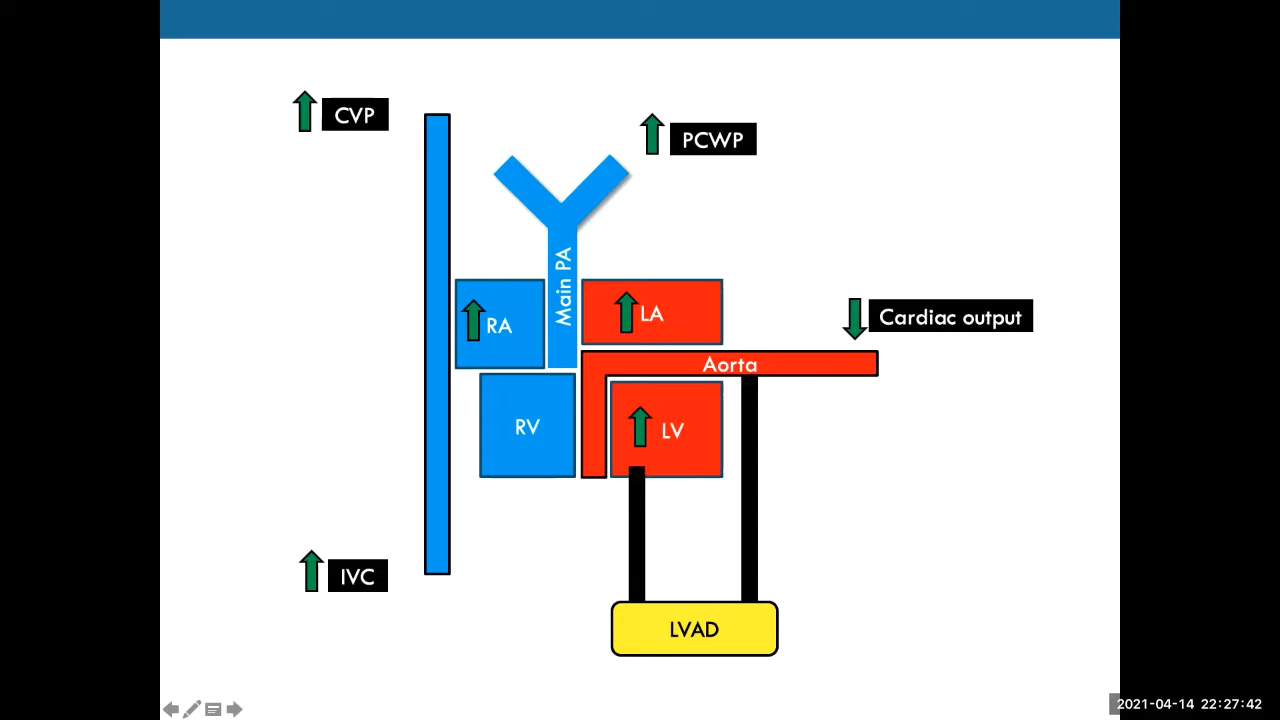 CVP
PCWP
Main PA
RA
LA
Cardiac output
Aorta
RV
LV
IVC
LVAD
2021-04-14 22:27:42